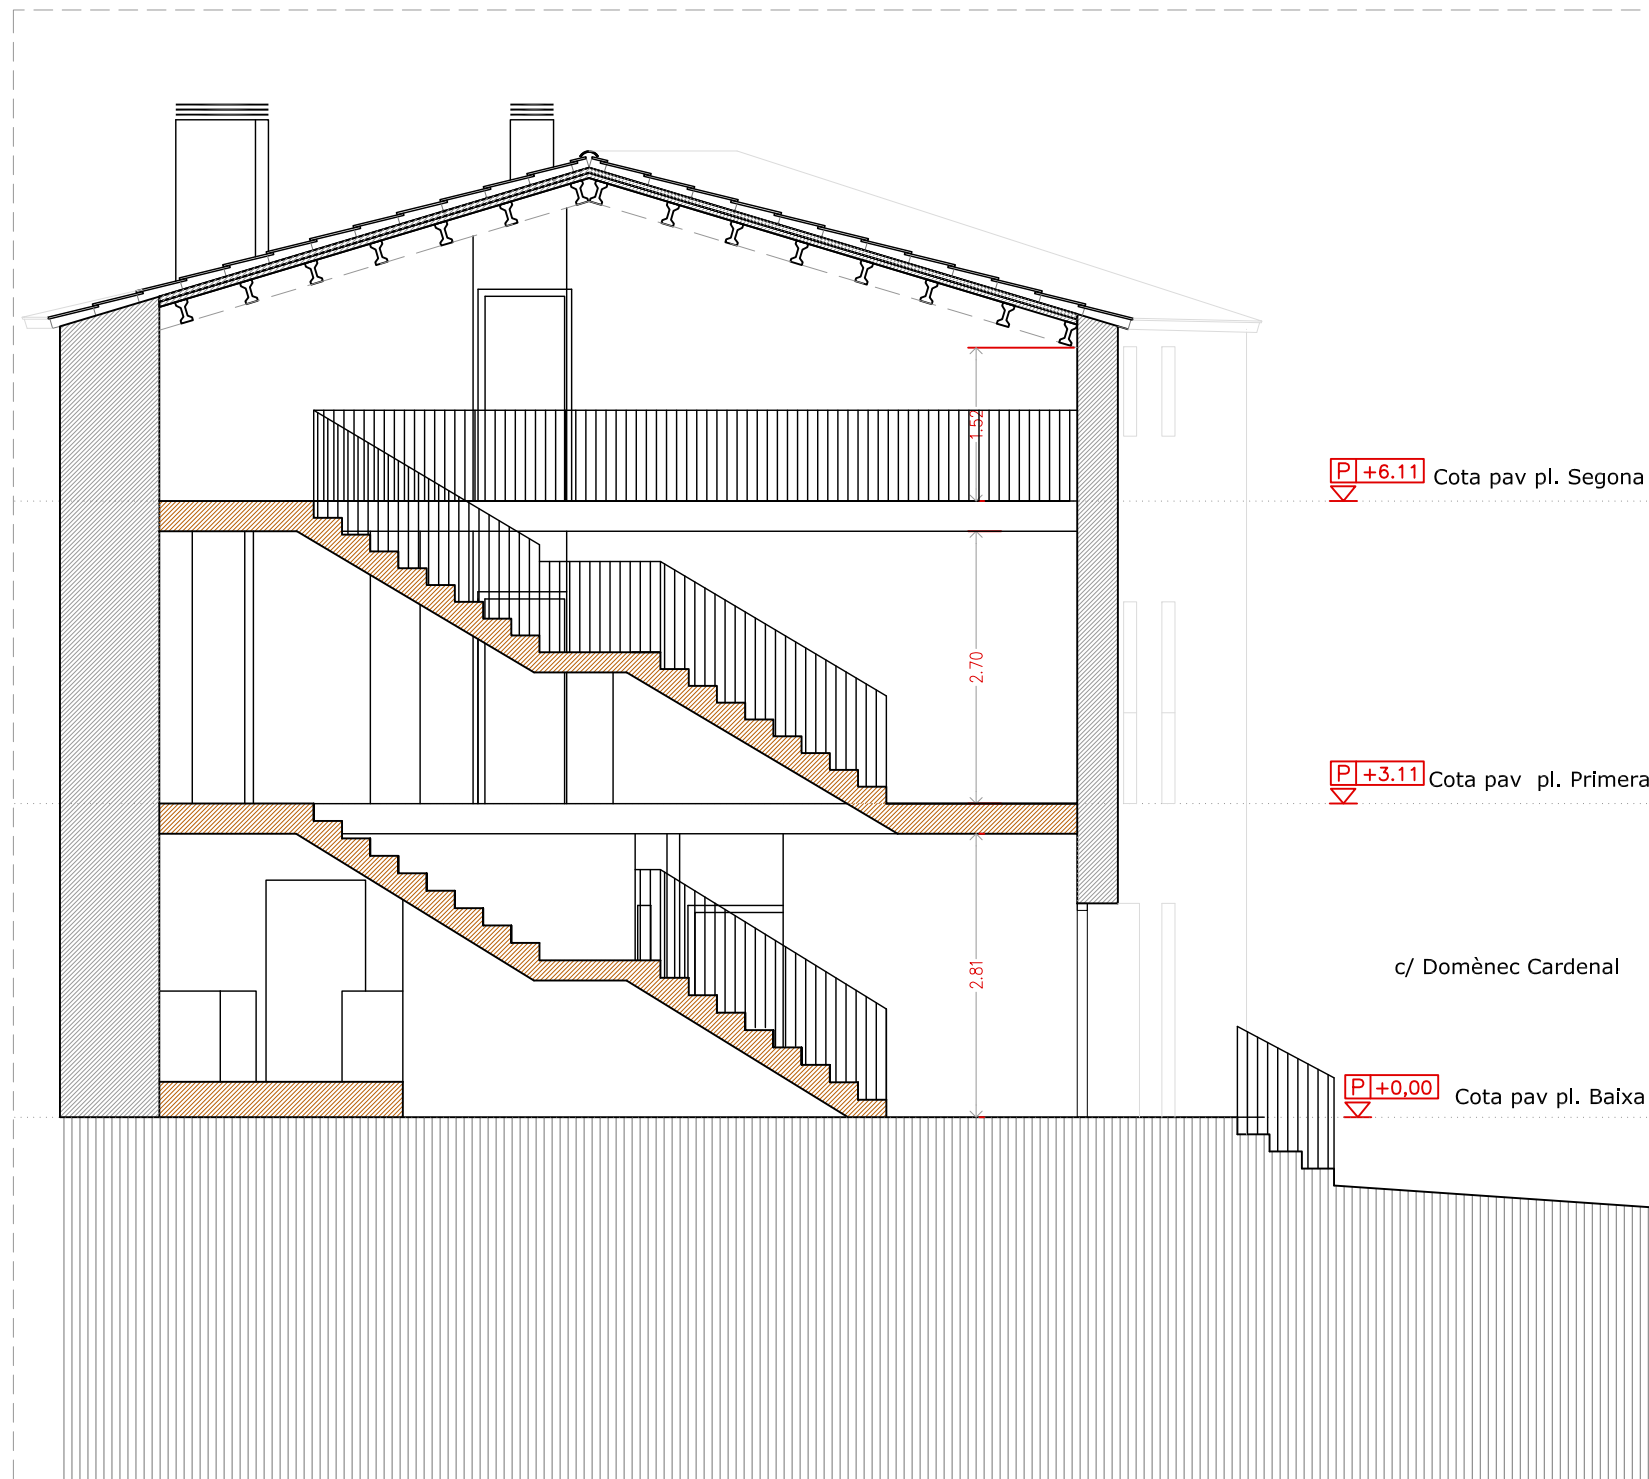 1.52
P +6.11 Cota pav pl. Segona
2.70
P +3.11 Cota pav pl. Primera
2.81
c/ Domènec Cardenal
P +0,00 Cota pav pl. Baixa